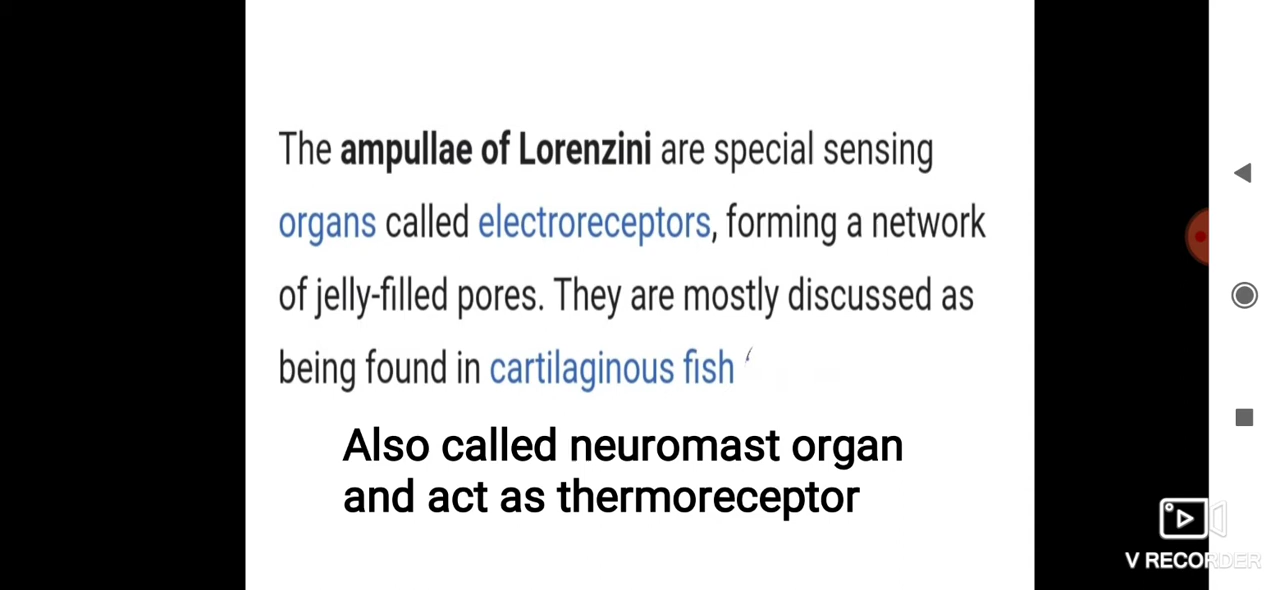 The ampullae of Lorenzini are special sensing
organs called electroreceptors, forming a network
of jelly-filled pores. They are mostly discussed as
being found in cartilaginous fish
Also called neuromast organ
and act as thermoreceptor
V RECORDER